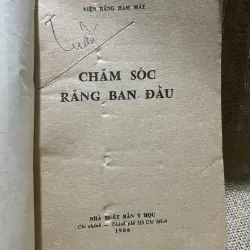 VIỆN RĂNG HÀM MẶT
Tuấn
CHĂM SÓC
RĂNG BAN ĐẦU
NHÀ XUẤT BẢN Y HỌC
Chi nhánh — Thành phố Hồ Chí Minh
1986